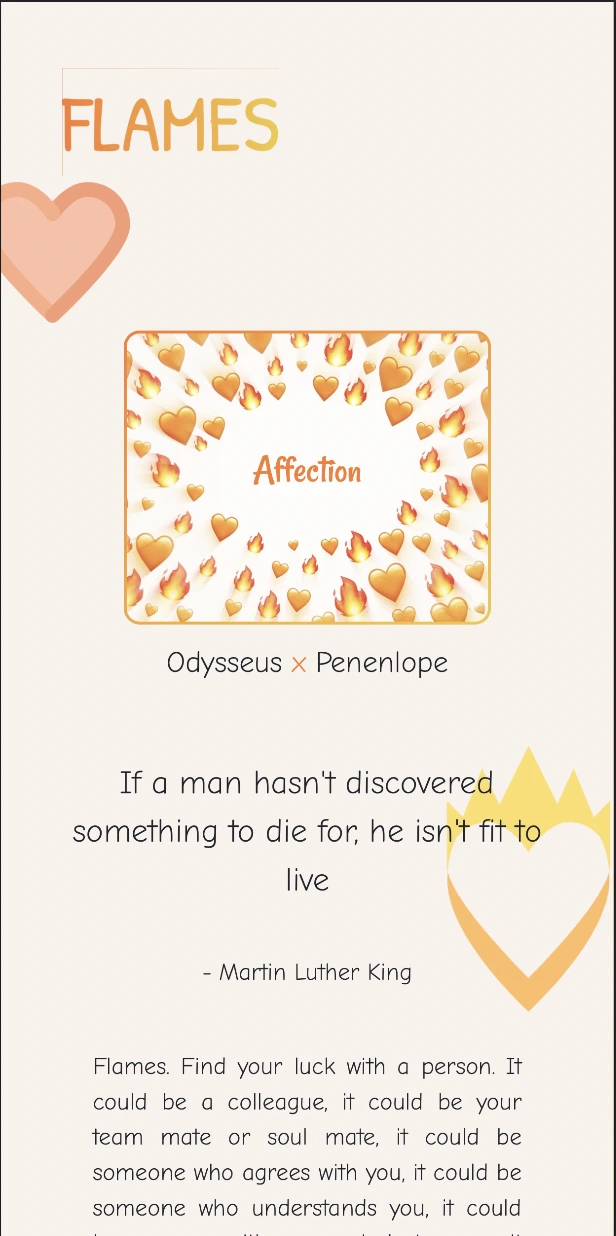 FLAMES
Affection
Odysseus x Penenlope
If a man hasn't discovered
something to die for, he isn't fit to
live
- Martin Luther King
Flames. Find your luck with a person. It
could be a colleague, it could be your
team mate or soul mate, it could be
someone who agrees with you, it could be
someone who understands you, it could